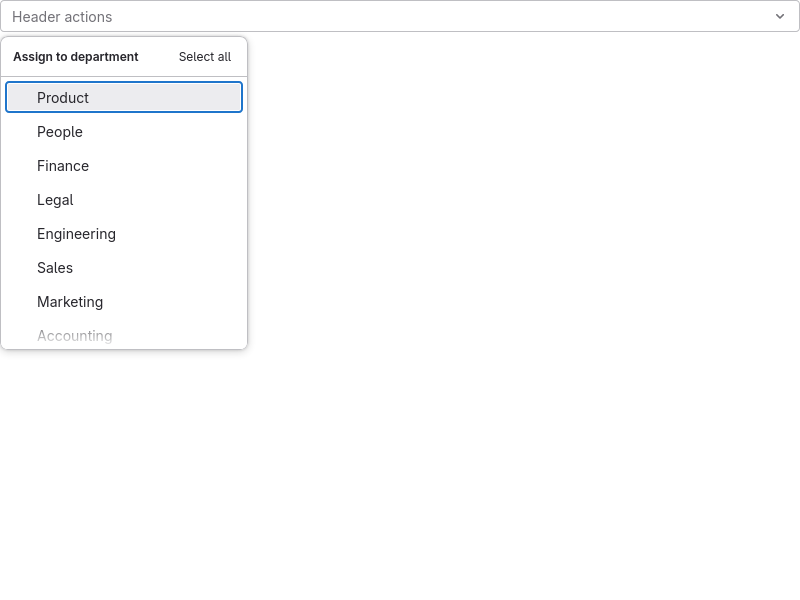 Header actions
Assign to department Select all
Product
People
Finance
Legal
Engineering
Sales
Marketing
Accounting